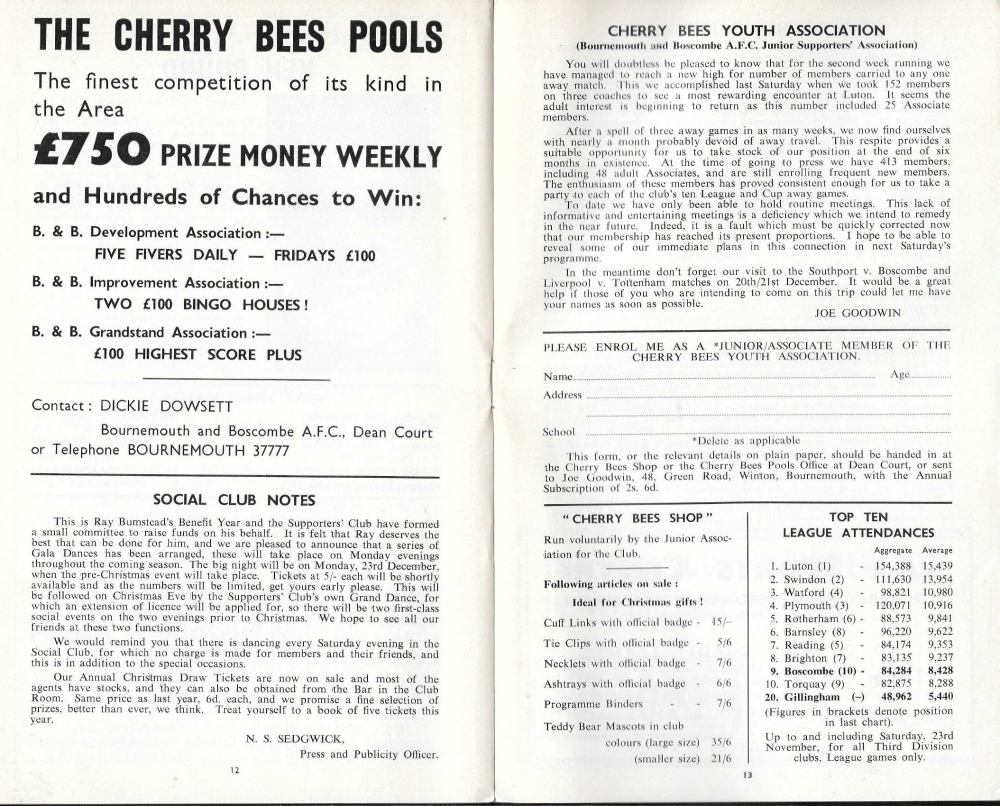 THE CHERRY BEES POOLS
The finest competition of its kind in
the Area
£750 PRIZE MONEY WEEKLY
and Hundreds of Chances to Win:
B. & B. Development Association :—
FIVE FIVERS DAILY — FRIDAYS £100
B. & B. Improvement Association :—
TWO £100 BINGO HOUSES !
B. & B. Grandstand Association :—
£100 HIGHEST SCORE PLUS
Contact : DICKIE DOWSETT
Bournemouth and Boscombe A.F.C., Dean Court
or Telephone BOURNEMOUTH 37777
SOCIAL CLUB NOTES
This is Ray Bumstead's Benefit Year and the Supporters' Club have formed
a small committee to raise funds on his behalf. It is felt that Ray deserves the
best that can be done for him, and we are pleased to announce that a series of
Gala Dances has been arranged, these will take place on Monday evenings
throughout the coming season. The big night will be on Monday, 23rd December,
when the pre-Christmas event will take place. Tickets at 5/- each will be shortly
available and as the numbers will be limited, get yours early please. This will
be followed on Christmas Eve by the Supporters' Club's own Grand Dance, for
which an extension of licence will be applied for, so there will be two first-class
social events on the two evenings prior to Christmas. We hope to see all our
friends at these two functions.
We would remind you that there is dancing every Saturday evening in the
Social Club, for which no charge is made for members and their friends, and
this is in addition to the special occasions.
Our Annual Christmas Draw Tickets are now on sale and most of the
agents have stocks, and they can also be obtained from the Bar in the Club
Room. Same price as last year, 6d. each, and we promise a fine selection of
prizes, better than ever, we think. Treat yourself to a book of five tickets this
year.
N. S. SEDGWICK,
Press and Publicity Officer.
12
CHERRY BEES YOUTH ASSOCIATION
(Bournemouth and Boscombe A.F.C. Junior Supporters' Association)
You will doubtless be pleased to know that for the second week running we
have managed to reach a new high for number of members carried to any one
away match. This we accomplished last Saturday when we took 152 members
on three coaches to see a most rewarding encounter at Luton. It seems the
adult interest is beginning to return as this number included 25 Associate
members.
After a spell of three away games in as many weeks, we now find ourselves
with nearly a month probably devoid of away travel. This respite provides a
suitable opportunity for us to take stock of our position at the end of six
months in existence. At the time of going to press we have 413 members,
including 48 adult Associates, and are still enrolling frequent new members.
The enthusiasm of these members has proved consistent enough for us to take a
party to each of the club's ten League and Cup away games.
To date we have only been able to hold routine meetings. This lack of
informative and entertaining meetings is a deficiency which we intend to remedy
in the near future. Indeed, it is a fault which must be quickly corrected now
that our membership has reached its present proportions. I hope to be able to
reveal some of our immediate plans in this connection in next Saturday's
programme.
In the meantime don't forget our visit to the Southport v. Boscombe and
Liverpool v. Tottenham matches on 20th/21st December. It would be a great
help if those of you who are intending to come on this trip could let me have
your names as soon as possible.
JOE GOODWIN
PLEASE ENROL ME AS A *JUNIOR/ASSOCIATE MEMBER OF THE
CHERRY BEES YOUTH ASSOCIATION.
Name Age
Address
School
*Delete as applicable
This form, or the relevant details on plain paper, should be handed in at
the Cherry Bees Shop or the Cherry Bees Pools Office at Dean Court, or sent
to Joe Goodwin, 48, Green Road, Winton, Bournemouth, with the Annual
Subscription of 2s. 6d.
"CHERRY BEES SHOP"
Run voluntarily by the Junior Assoc-
iation for the Club.
Following articles on sale :
Ideal for Christmas gifts !
Cuff Links with official badge - 15/–
Tie Clips with official badge - 5/6
Necklets with official badge - 7/6
Ashtrays with official badge - 6/6
Programme Binders - - 7/6
Teddy Bear Mascots in club
colours (large size) 35/6
(smaller size) 21/6
TOP TEN
LEAGUE ATTENDANCES
Aggregate Average
1. Luton (1) - 154,388 15,439
2. Swindon (2) - 111,630 13,954
3. Watford (4) - 98,821 10,980
4. Plymouth (3) - 120,071 10,916
5. Rotherham (6) - 88,573 9,841
6. Barnsley (8) - 96,220 9,622
7. Reading (5) - 84,174 9,353
8. Brighton (7) - 83,135 9,237
9. Boscombe (10) - 84,284 8,428
10. Torquay (9) - 82,875 8,288
20. Gillingham (–) 48,962 5,440
(Figures in brackets denote position
in last chart).
Up to and including Saturday, 23rd
November, for all Third Division
clubs, League games only.
13